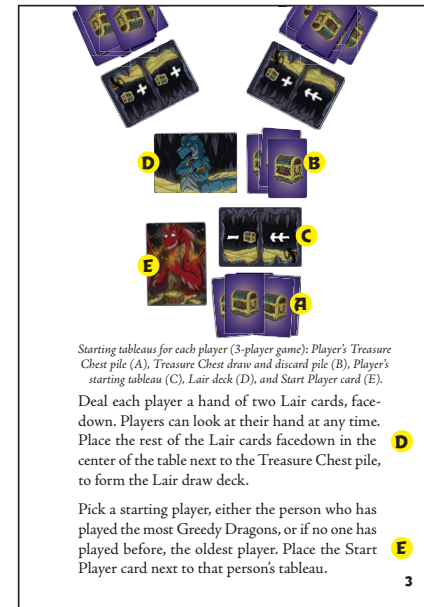 D
B
C
E
A
Starting tableaus for each player (3-player game): Player's Treasure
Chest pile (A), Treasure Chest draw and discard pile (B), Player's
starting tableau (C), Lair deck (D), and Start Player card (E).
Deal each player a hand of two Lair cards, face-
down. Players can look at their hand at any time.
Place the rest of the Lair cards facedown in the
center of the table next to the Treasure Chest pile,
to form the Lair draw deck.
D
Pick a starting player, either the person who has
played the most Greedy Dragons, or if no one has
played before, the oldest player. Place the Start
Player card next to that person's tableau.
E
3